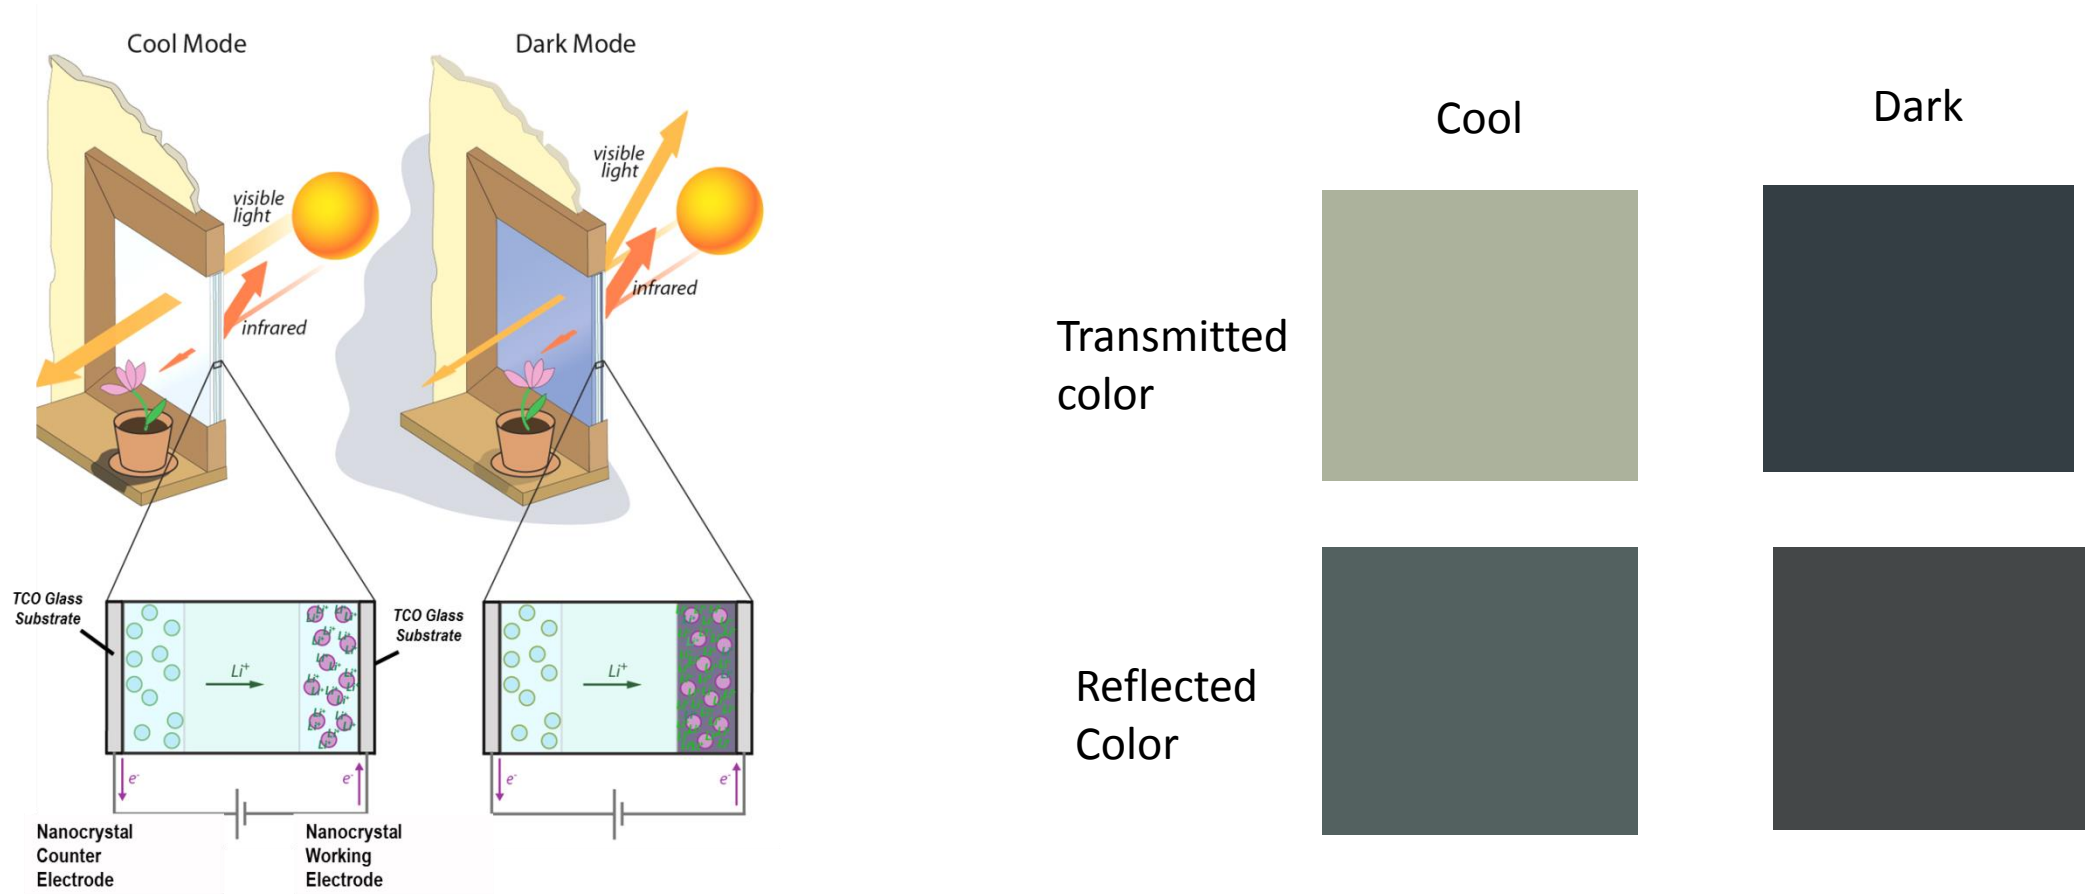 Cool Mode
Dark Mode
visible
light
infrared
visible
light
infrared
TCO Glass
Substrate
Li⁺
TCO Glass
Substrate
Li⁺
e⁻
e⁻
e⁻
e⁻
Nanocrystal
Counter
Electrode
Nanocrystal
Working
Electrode
Cool
Dark
Transmitted
color
Reflected
Color